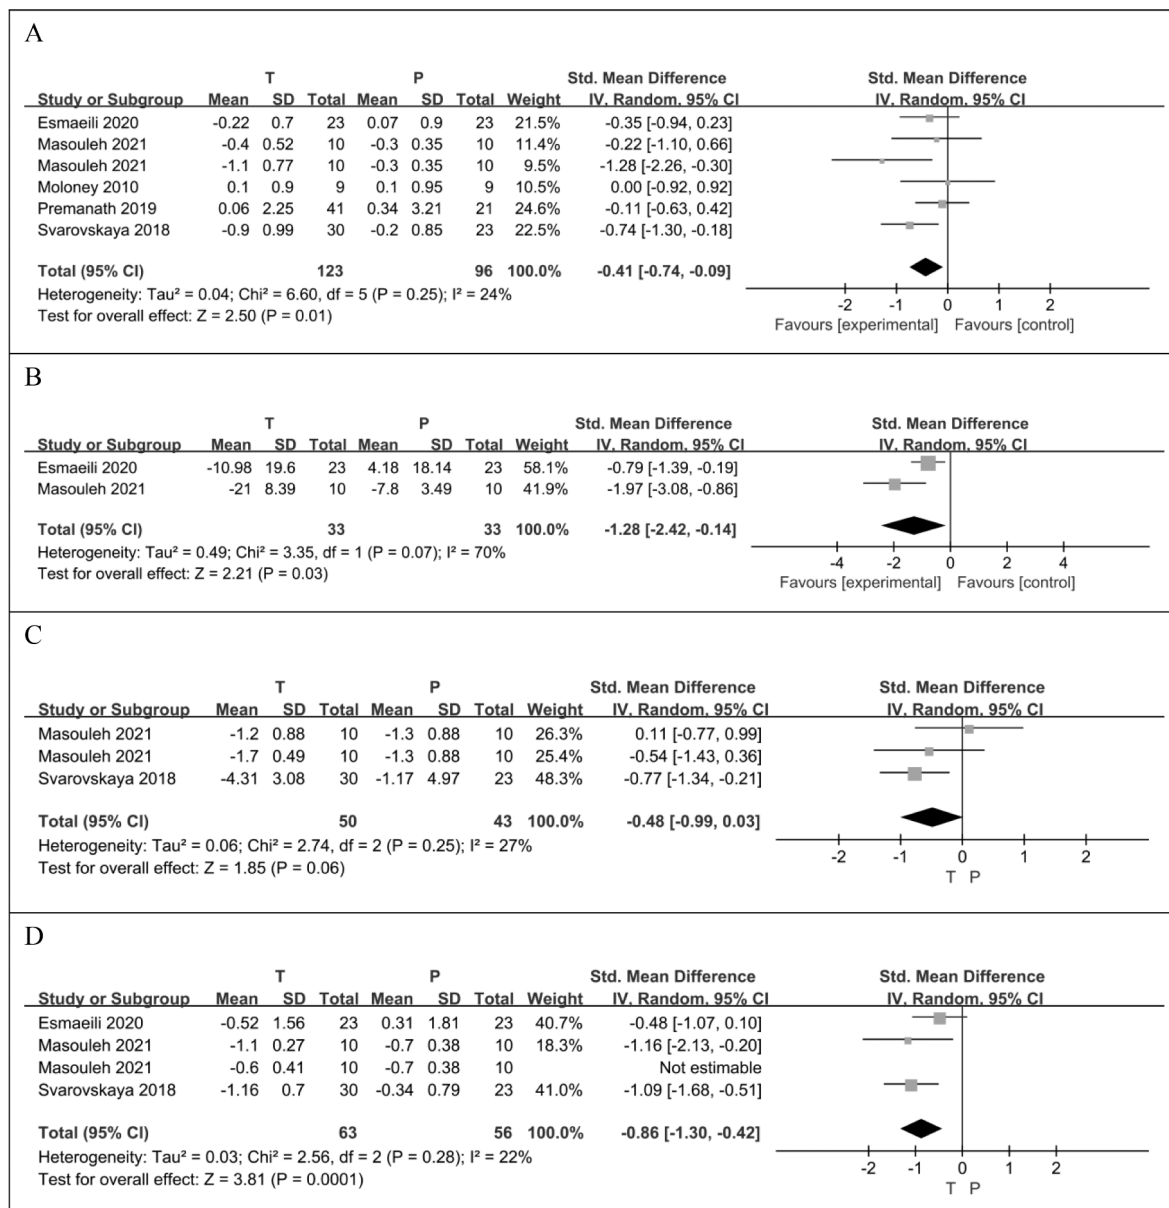 A
T P Std. Mean Difference Std. Mean Difference
Study or Subgroup Mean SD Total Mean SD Total Weight IV, Random, 95% CI IV, Random, 95% CI
Esmaeili 2020 -0.22 0.7 23 0.07 0.9 23 21.5% -0.35 [-0.94, 0.23]
Masouleh 2021 -0.4 0.52 10 -0.3 0.35 10 11.4% -0.22 [-1.10, 0.66]
Masouleh 2021 -1.1 0.77 10 -0.3 0.35 10 9.5% -1.28 [-2.26, -0.30]
Moloney 2010 0.1 0.9 9 0.1 0.95 9 10.5% 0.00 [-0.92, 0.92]
Premanath 2019 0.06 2.25 41 0.34 3.21 21 24.6% -0.11 [-0.63, 0.42]
Svarovskaya 2018 -0.9 0.99 30 -0.2 0.85 23 22.5% -0.74 [-1.30, -0.18]
Total (95% CI) 123 96 100.0% -0.41 [-0.74, -0.09]
Heterogeneity: Tau² = 0.04; Chi² = 6.60, df = 5 (P = 0.25); I² = 24%
Test for overall effect: Z = 2.50 (P = 0.01)
-2 -1 0 1 2
Favours [experimental] Favours [control]
B
T P Std. Mean Difference Std. Mean Difference
Study or Subgroup Mean SD Total Mean SD Total Weight IV, Random, 95% CI IV, Random, 95% CI
Esmaeili 2020 -10.98 19.6 23 4.18 18.14 23 58.1% -0.79 [-1.39, -0.19]
Masouleh 2021 -21 8.39 10 -7.8 3.49 10 41.9% -1.97 [-3.08, -0.86]
Total (95% CI) 33 33 100.0% -1.28 [-2.42, -0.14]
Heterogeneity: Tau² = 0.49; Chi² = 3.35, df = 1 (P = 0.07); I² = 70%
Test for overall effect: Z = 2.21 (P = 0.03)
-4 -2 0 2 4
Favours [experimental] Favours [control]
C
T P Std. Mean Difference Std. Mean Difference
Study or Subgroup Mean SD Total Mean SD Total Weight IV, Random, 95% CI IV, Random, 95% CI
Masouleh 2021 -1.2 0.88 10 -1.3 0.88 10 26.3% 0.11 [-0.77, 0.99]
Masouleh 2021 -1.7 0.49 10 -1.3 0.88 10 25.4% -0.54 [-1.43, 0.36]
Svarovskaya 2018 -4.31 3.08 30 -1.17 4.97 23 48.3% -0.77 [-1.34, -0.21]
Total (95% CI) 50 43 100.0% -0.48 [-0.99, 0.03]
Heterogeneity: Tau² = 0.06; Chi² = 2.74, df = 2 (P = 0.25); I² = 27%
Test for overall effect: Z = 1.85 (P = 0.06)
-2 -1 0 1 2
T P
D
T P Std. Mean Difference Std. Mean Difference
Study or Subgroup Mean SD Total Mean SD Total Weight IV, Random, 95% CI IV, Random, 95% CI
Esmaeili 2020 -0.52 1.56 23 0.31 1.81 23 40.7% -0.48 [-1.07, 0.10]
Masouleh 2021 -1.1 0.27 10 -0.7 0.38 10 18.3% -1.16 [-2.13, -0.20]
Masouleh 2021 -0.6 0.41 10 -0.7 0.38 10 Not estimable
Svarovskaya 2018 -1.16 0.7 30 -0.34 0.79 23 41.0% -1.09 [-1.68, -0.51]
Total (95% CI) 63 56 100.0% -0.86 [-1.30, -0.42]
Heterogeneity: Tau² = 0.03; Chi² = 2.56, df = 2 (P = 0.28); I² = 22%
Test for overall effect: Z = 3.81 (P = 0.0001)
-2 -1 0 1 2
T P